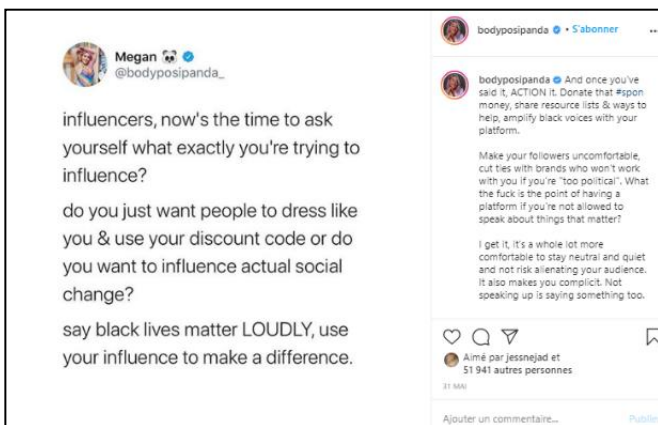 Megan 🐼
@bodyposipanda_
influencers, now's the time to ask
yourself what exactly you're trying to
influence?
do you just want people to dress like
you & use your discount code or do
you want to influence actual social
change?
say black lives matter LOUDLY, use
your influence to make a difference.
bodyposipanda • S'abonner
bodyposipanda And once you've
said it, ACTION it. Donate that #spon
money, share resource lists & ways to
help, amplify black voices with your
platform.
Make your followers uncomfortable,
cut ties with brands who won't work
with you if you're "too political". What
the fuck is the point of having a
platform if you're not allowed to
speak about things that matter?
I get it, it's a whole lot more
comfortable to stay neutral and quiet
and not risk alienating your audience.
It also makes you complicit. Not
speaking up is saying something too.
Aimé par jessnejad et
51 941 autres personnes
31 MAI
Ajouter un commentaire... Publie